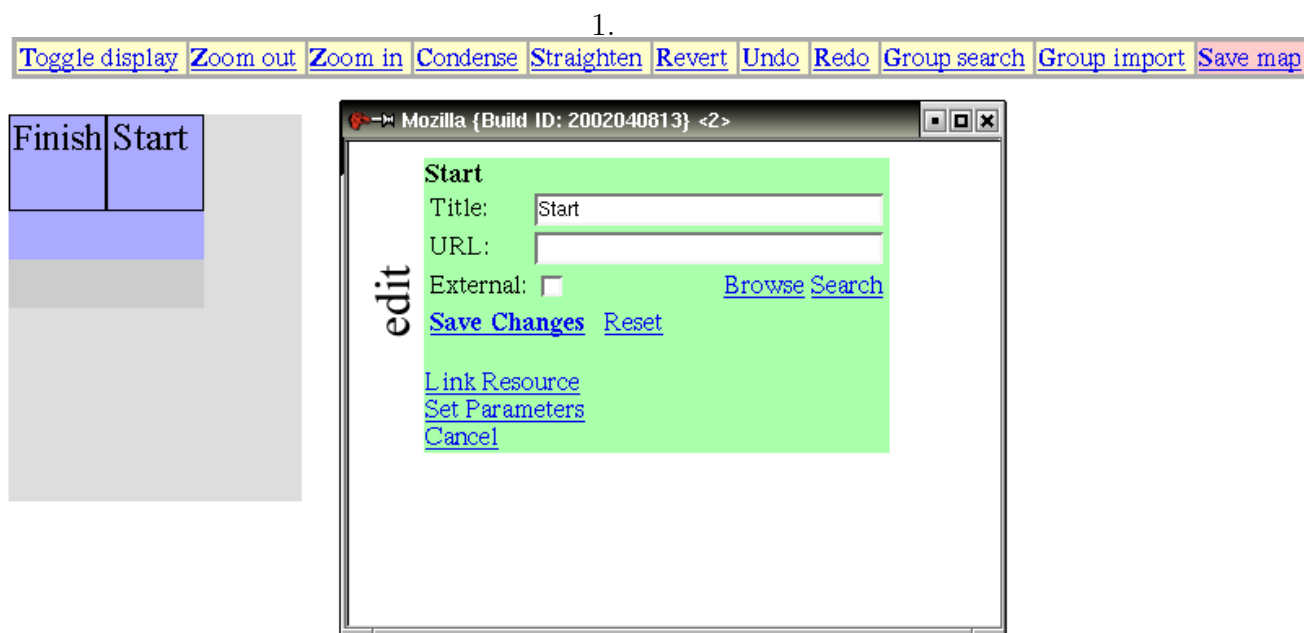 1.
Toggle display Zoom out Zoom in Condense Straighten Revert Undo Redo Group search Group import Save map
Finish Start
Mozilla {Build ID: 2002040813} <2>
edit
Start
Title: Start
URL:
External: Browse Search
Save Changes Reset
Link Resource
Set Parameters
Cancel